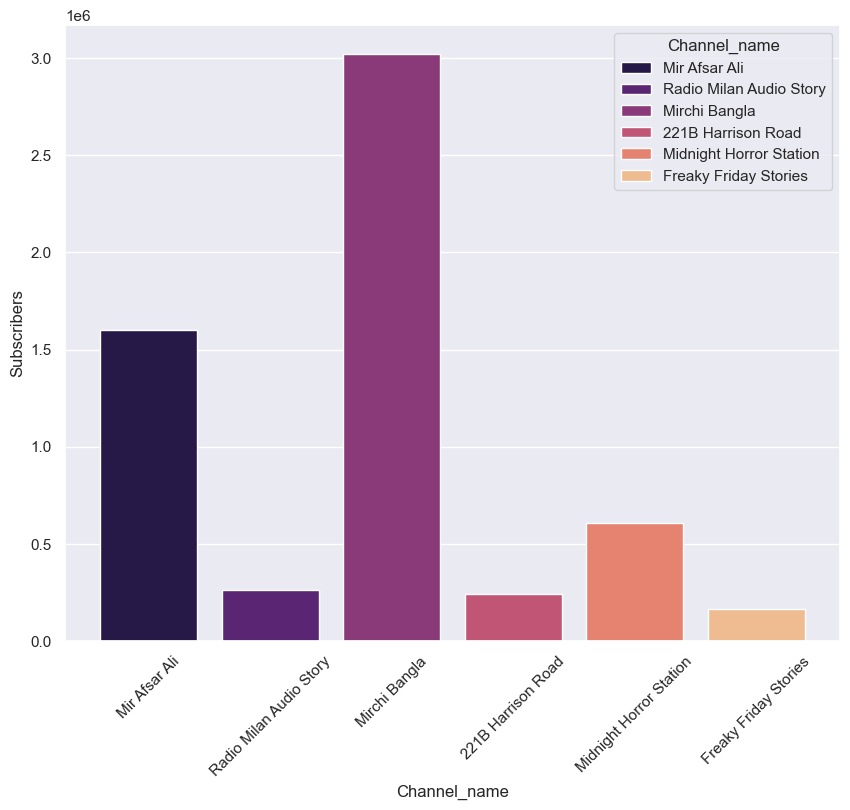 1e6
Channel_name
Mir Afsar Ali
Radio Milan Audio Story
Mirchi Bangla
221B Harrison Road
Midnight Horror Station
Freaky Friday Stories
3.0
2.5
2.0
1.5
1.0
0.5
0.0
Subscribers
Mir Afsar Ali
Radio Milan Audio Story
Mirchi Bangla
221B Harrison Road
Midnight Horror Station
Freaky Friday Stories
Channel_name